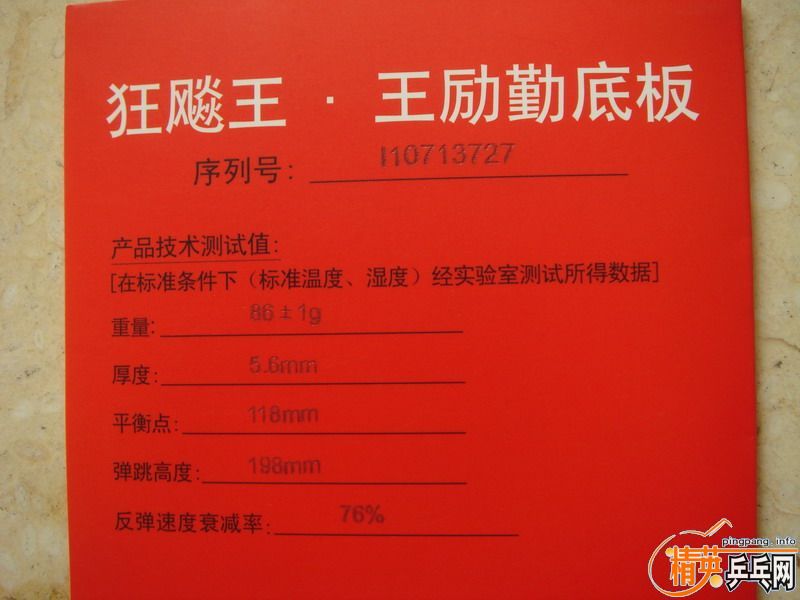 狂飚王·王励勤底板
序列号：I10713727
产品技术测试值：
[在标准条件下（标准温度、湿度）经实验室测试所得数据]
重量：86±1g
厚度：5.6mm
平衡点：118mm
弹跳高度：198mm
反弹速度衰减率：76%
pingpang.info
精英乒乓网